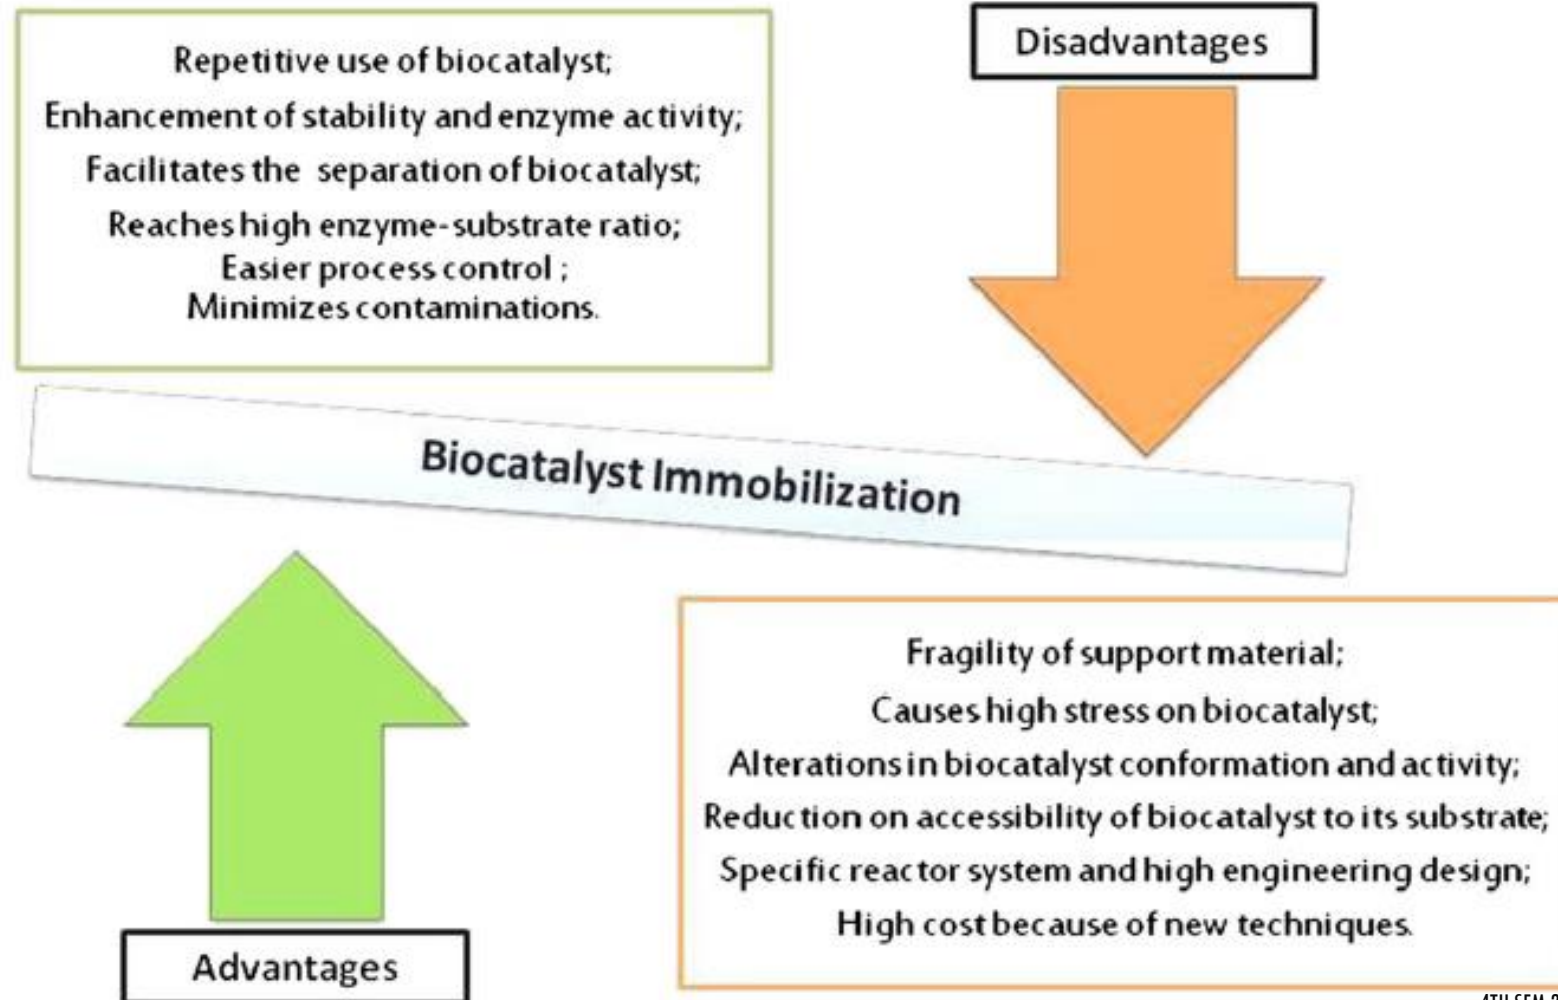 Repetitive use of biocatalyst;
Enhancement of stability and enzyme activity;
Facilitates the separation of biocatalyst;
Reaches high enzyme-substrate ratio;
Easier process control ;
Minimizes contaminations.
Disadvantages
Biocatalyst Immobilization
Advantages
Fragility of support material;
Causes high stress on biocatalyst;
Alterations in biocatalyst conformation and activity;
Reduction on accessibility of biocatalyst to its substrate;
Specific reactor system and high engineering design;
High cost because of new techniques.